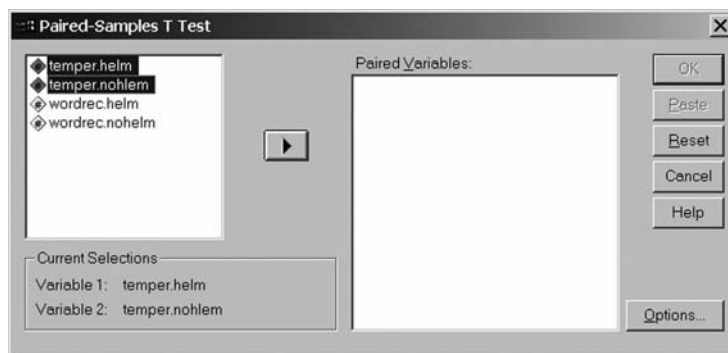 Paired-Samples T Test
temper.helm
temper.nohlem
wordrec.helm
wordrec.nohelm
Paired Variables:
OK
Paste
Reset
Cancel
Help
Current Selections
Variable 1: temper.helm
Variable 2: temper.nohlem
Options...